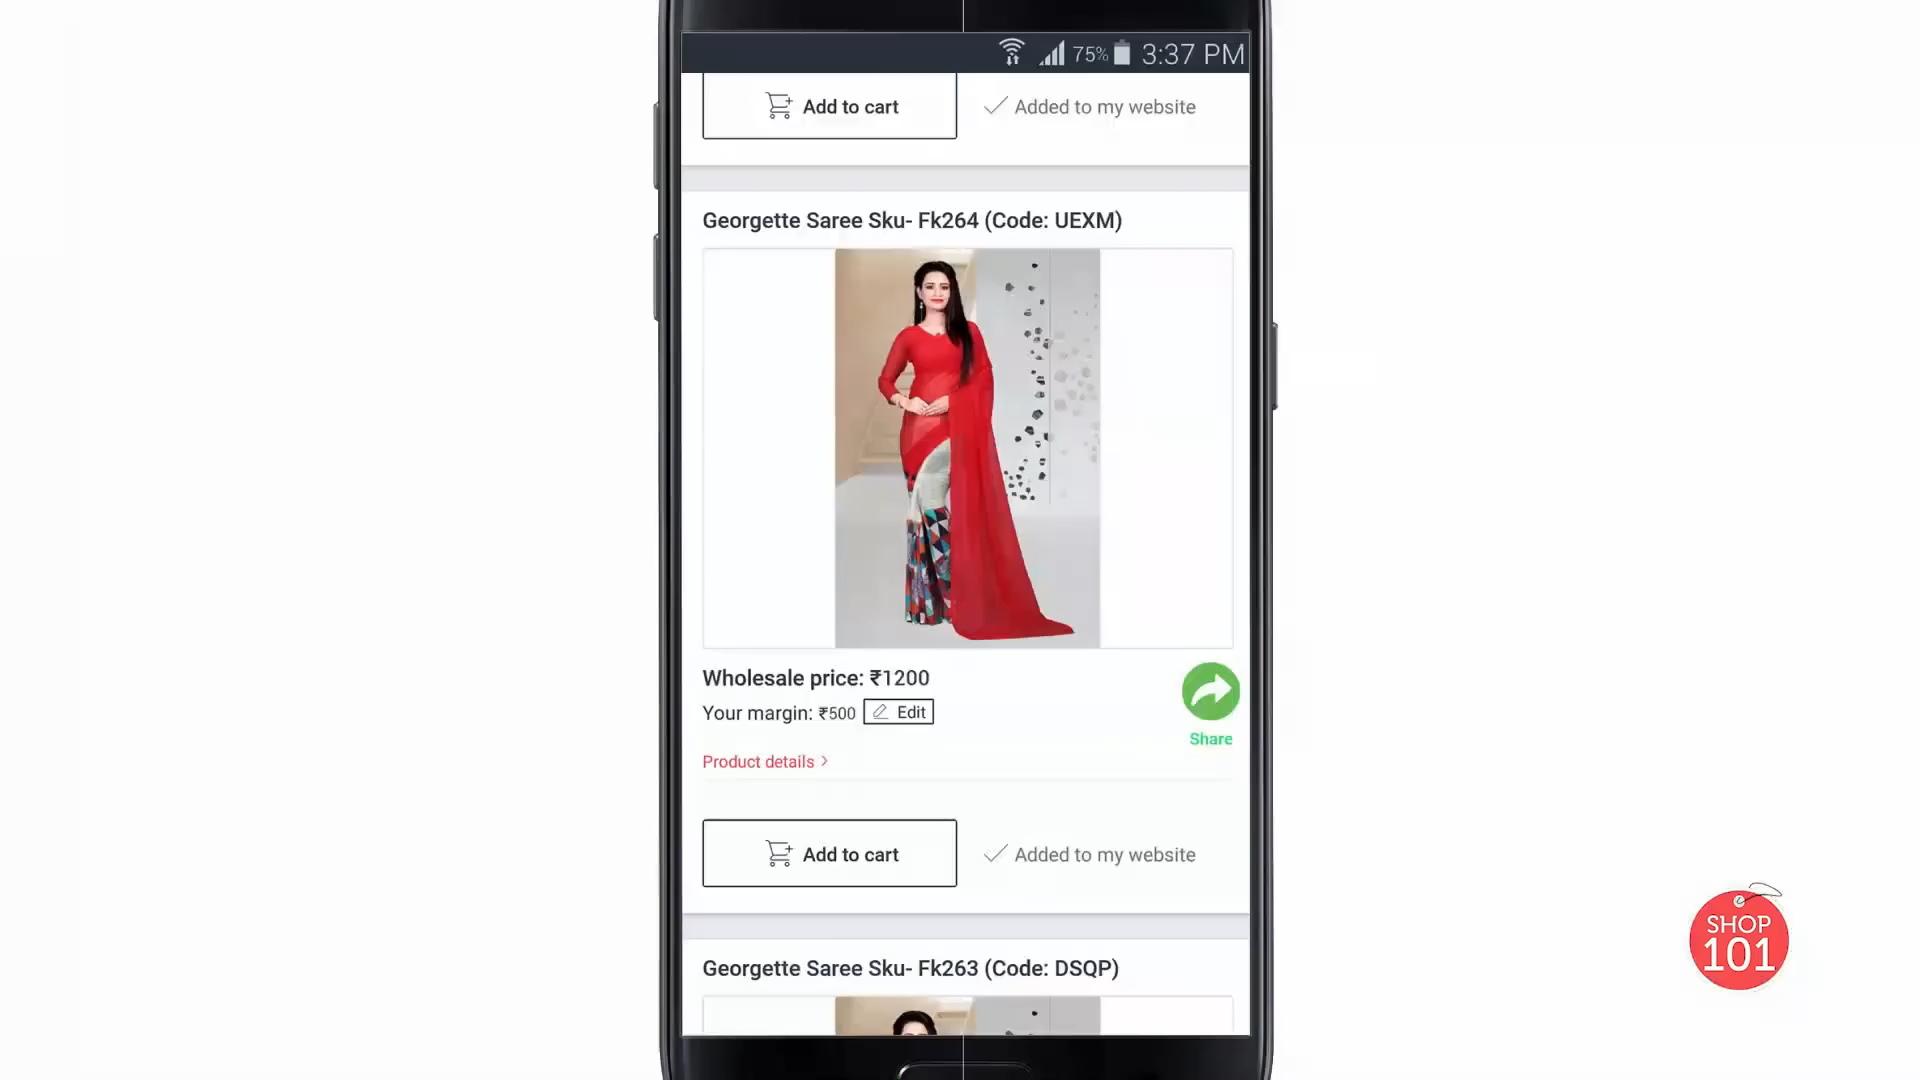 75% 3:37 PM
Add to cart
Added to my website
Georgette Saree Sku- Fk264 (Code: UEXM)
Wholesale price: ₹1200
Your margin: ₹500 Edit
Share
Product details >
Add to cart
Added to my website
Georgette Saree Sku- Fk263 (Code: DSQP)
SHOP
101